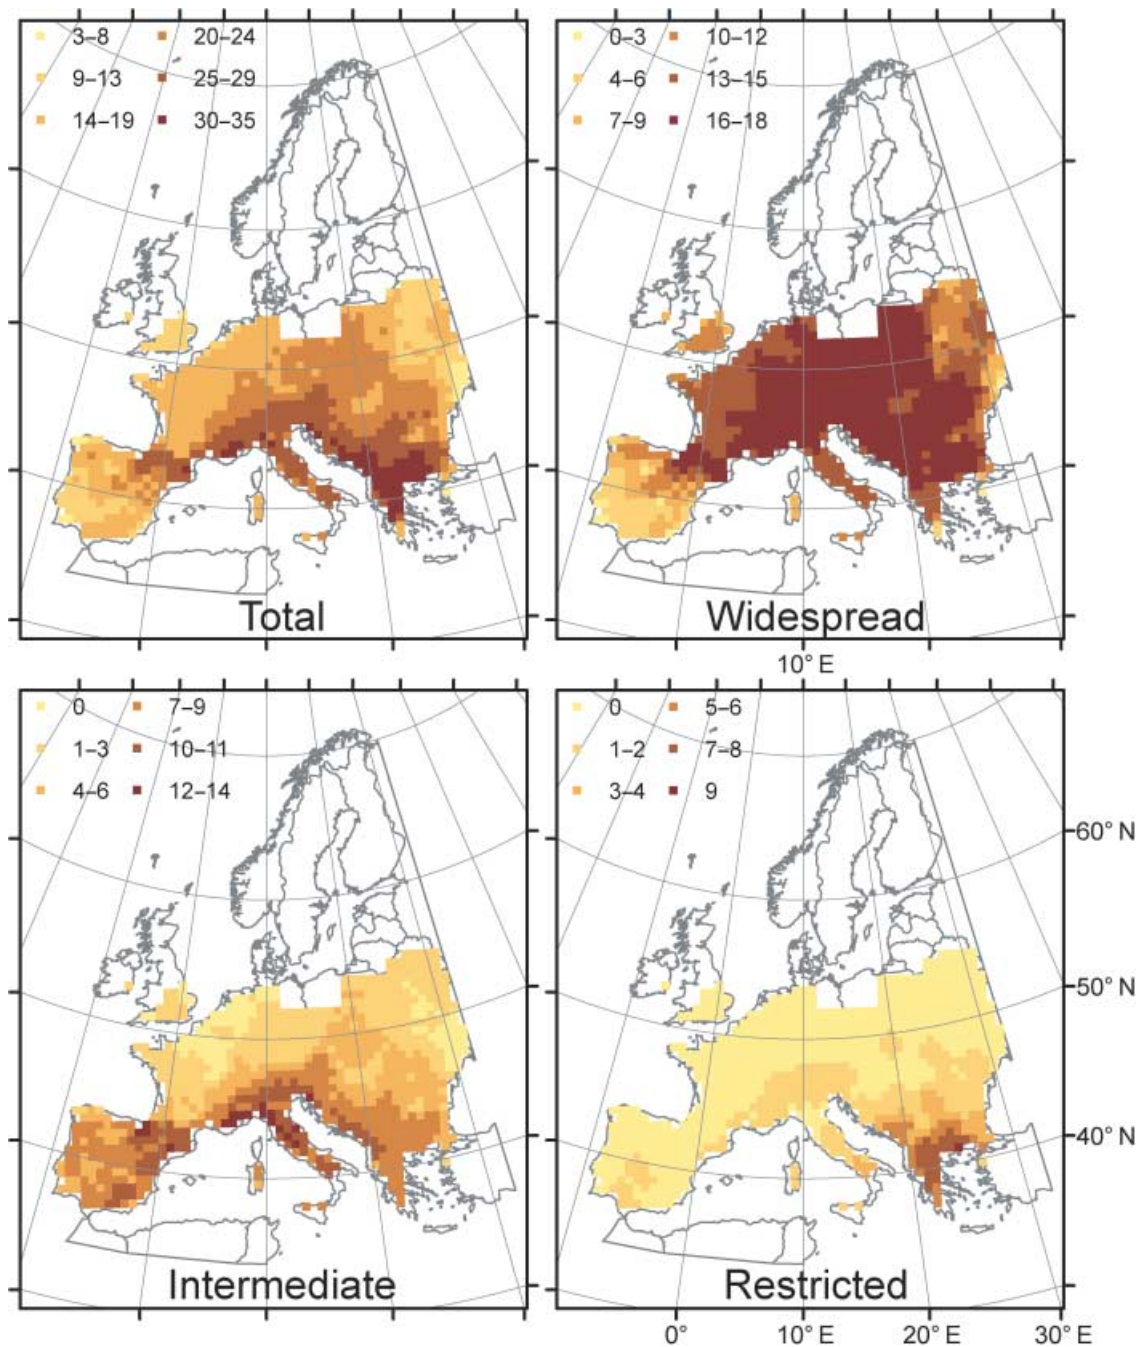 3–8 20–24
9–13 25–29
14–19 30–35
Total
0–3 10–12
4–6 13–15
7–9 16–18
Widespread
10° E
0 7–9
1–3 10–11
4–6 12–14
Intermediate
0 5–6
1–2 7–8
3–4 9
Restricted
60° N
50° N
40° N
0° 10° E 20° E 30° E